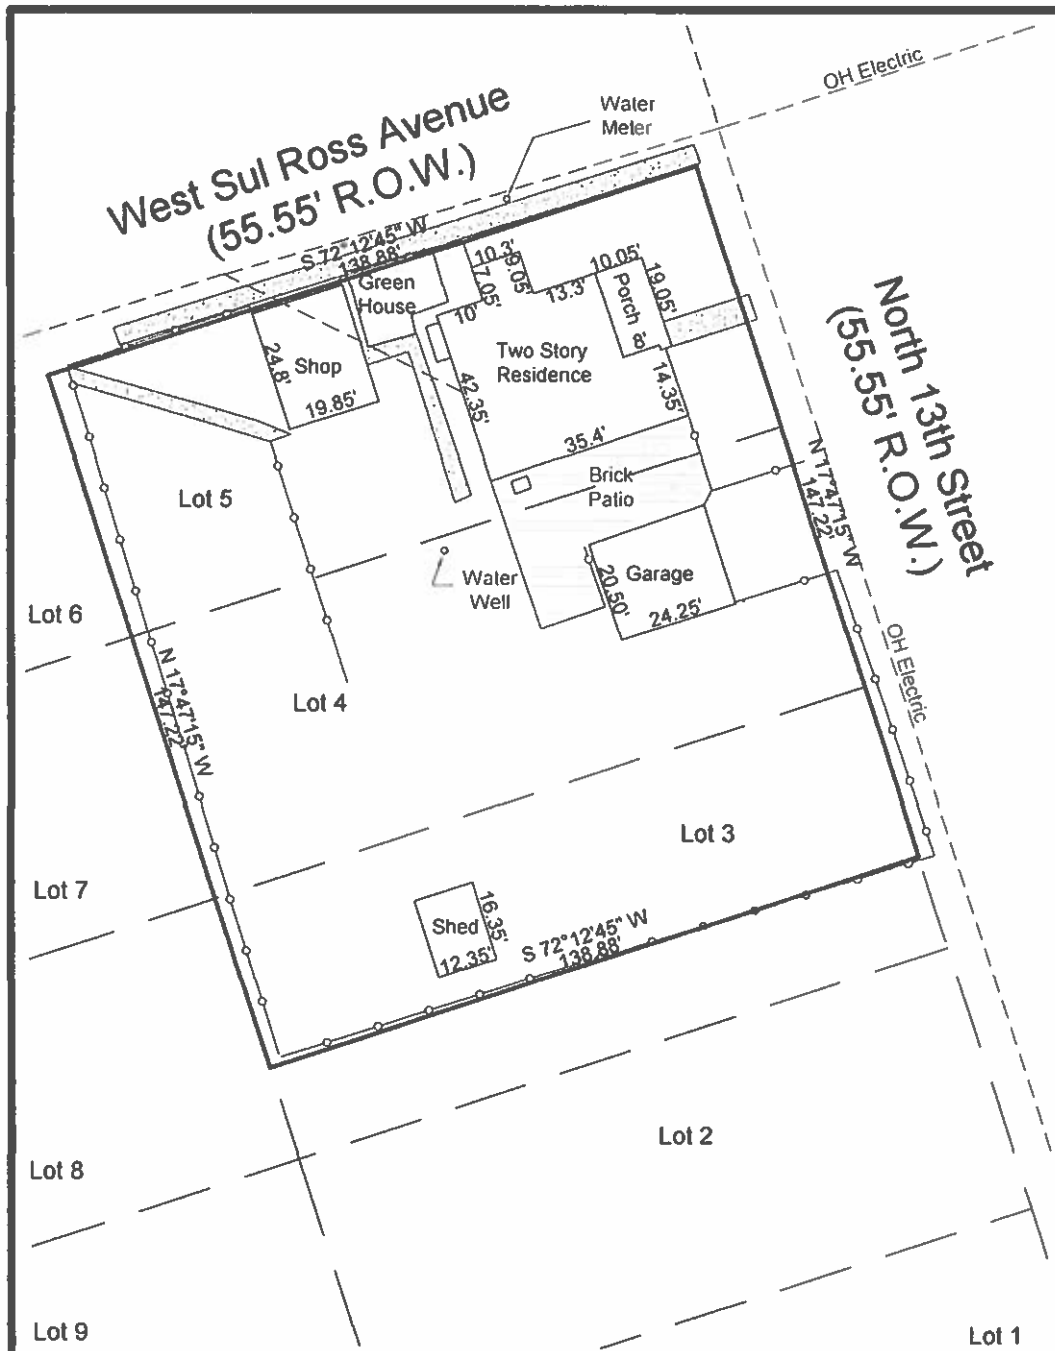 OH Electric
Water
Meter
West Sul Ross Avenue
(55.55' R.O.W.)
S 72°12'45" W
138.88'
Green
House
10.3'
9.05'
7.05'
10'
13.3'
10.05'
19.05'
Porch
8'
Two Story
Residence
North 13th Street
(55.55' R.O.W.)
24.8'
Shop
19.85'
42.35'
14.35'
35.4'
Brick
Patio
N 17°47'15" W
147.22'
Lot 5
Water
Well
20.50'
Garage
24.25'
Lot 6
OH Electric
N 17°47'15" W
147.22'
Lot 4
Lot 3
Lot 7
Shed
16.35'
12.35'
S 72°12'45" W
138.88'
Lot 2
Lot 8
Lot 9
Lot 1